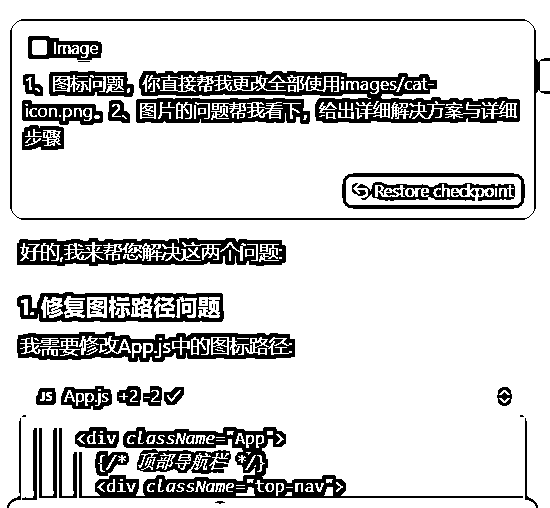 Image
1、图标问题，你直接帮我更改全部使用images/cat-
icon.png。2、图片的问题帮我看下，给出详细解决方案与详细
步骤
Restore checkpoint
好的,我来帮您解决这两个问题:
1. 修复图标路径问题
我需要修改App.js中的图标路径:
JS App.js +2 -2
<div className="App">
{/* 顶部导航栏 */}
<div className="top-nav">